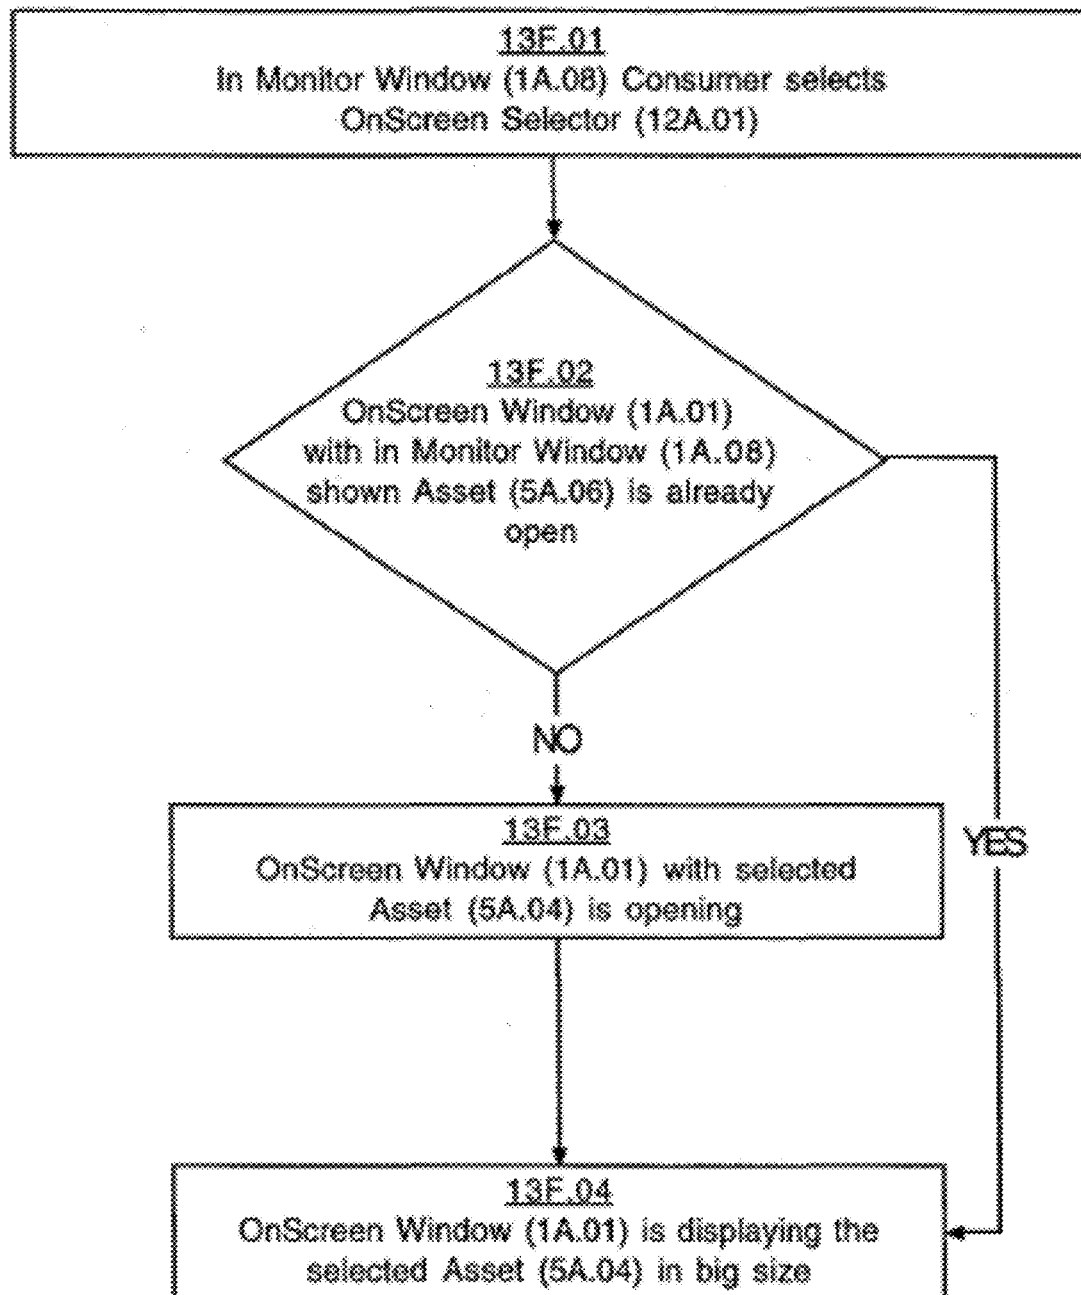 13F.01
In Monitor Window (1A.08) Consumer selects
OnScreen Selector (12A.01)
13F.02
OnScreen Window (1A.01)
with in Monitor Window (1A.08)
shown Asset (5A.06) is already
open
NO
YES
13F.03
OnScreen Window (1A.01) with selected
Asset (5A.04) is opening
13F.04
OnScreen Window (1A.01) is displaying the
selected Asset (5A.04) in big size